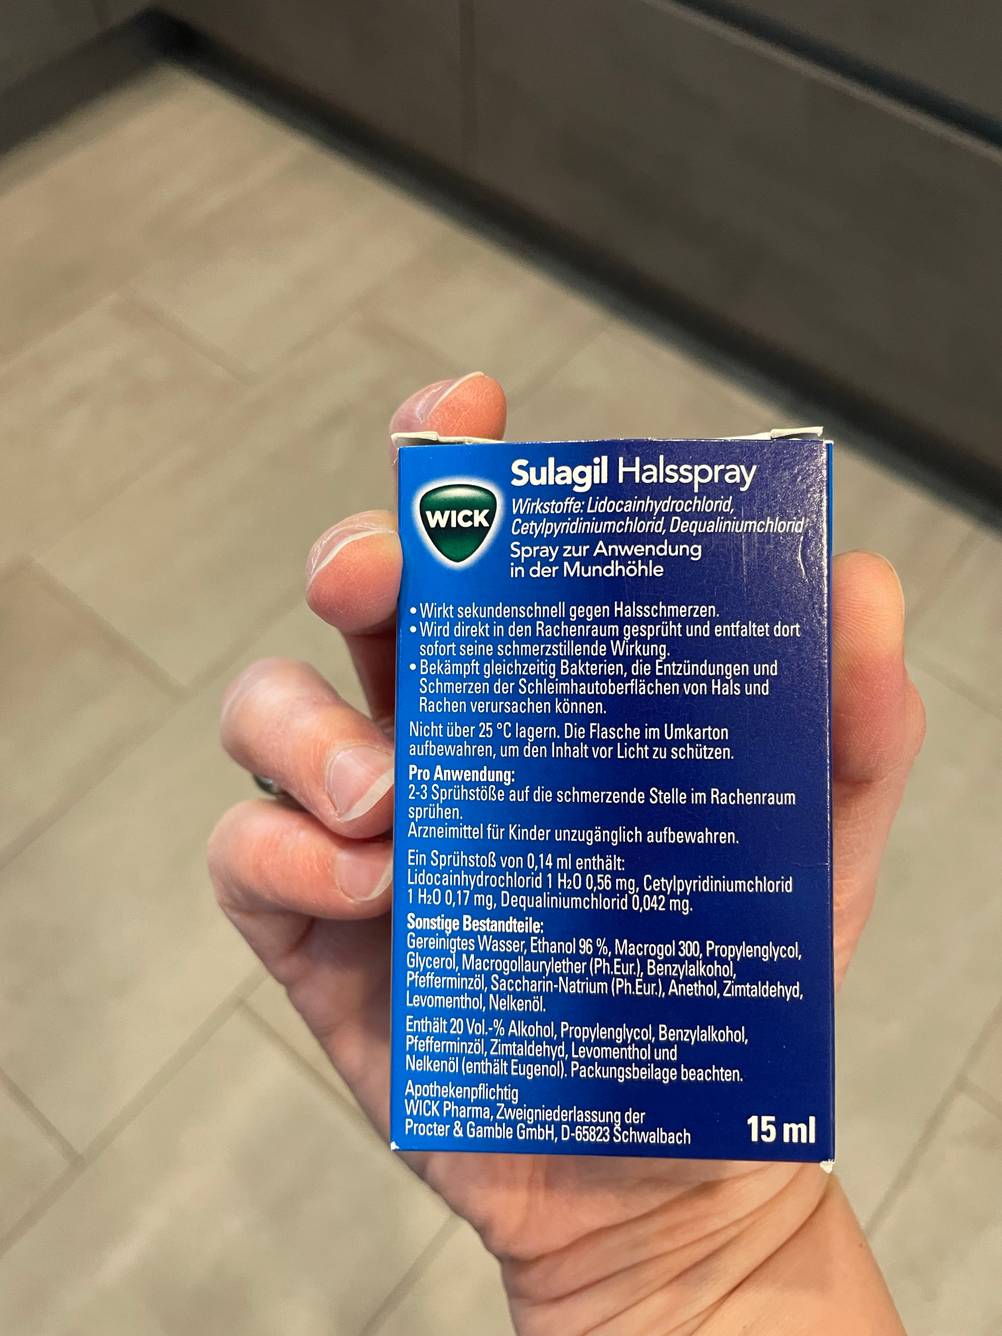 WICK
Sulagil Halsspray
Wirkstoffe: Lidocainhydrochlorid,
Cetylpyridiniumchlorid, Dequaliniumchlorid
Spray zur Anwendung
in der Mundhöhle
• Wirkt sekundenschnell gegen Halsschmerzen.
• Wird direkt in den Rachenraum gesprüht und entfaltet dort
sofort seine schmerzstillende Wirkung.
• Bekämpft gleichzeitig Bakterien, die Entzündungen und
Schmerzen der Schleimhautoberflächen von Hals und
Rachen verursachen können.
Nicht über 25 °C lagern. Die Flasche im Umkarton
aufbewahren, um den Inhalt vor Licht zu schützen.
Pro Anwendung:
2-3 Sprühstöße auf die schmerzende Stelle im Rachenraum
sprühen.
Arzneimittel für Kinder unzugänglich aufbewahren.
Ein Sprühstoß von 0,14 ml enthält:
Lidocainhydrochlorid 1 H₂O 0,56 mg, Cetylpyridiniumchlorid
1 H₂O 0,17 mg, Dequaliniumchlorid 0,042 mg.
Sonstige Bestandteile:
Gereinigtes Wasser, Ethanol 96 %, Macrogol 300, Propylenglycol,
Glycerol, Macrogollaurylether (Ph.Eur.), Benzylalkohol,
Pfefferminzöl, Saccharin-Natrium (Ph.Eur.), Anethol, Zimtaldehyd,
Levomenthol, Nelkenöl.
Enthält 20 Vol.-% Alkohol, Propylenglycol, Benzylalkohol,
Pfefferminzöl, Zimtaldehyd, Levomenthol und
Nelkenöl (enthält Eugenol). Packungsbeilage beachten.
Apothekenpflichtig
WICK Pharma, Zweigniederlassung der
Procter & Gamble GmbH, D-65823 Schwalbach
15 ml